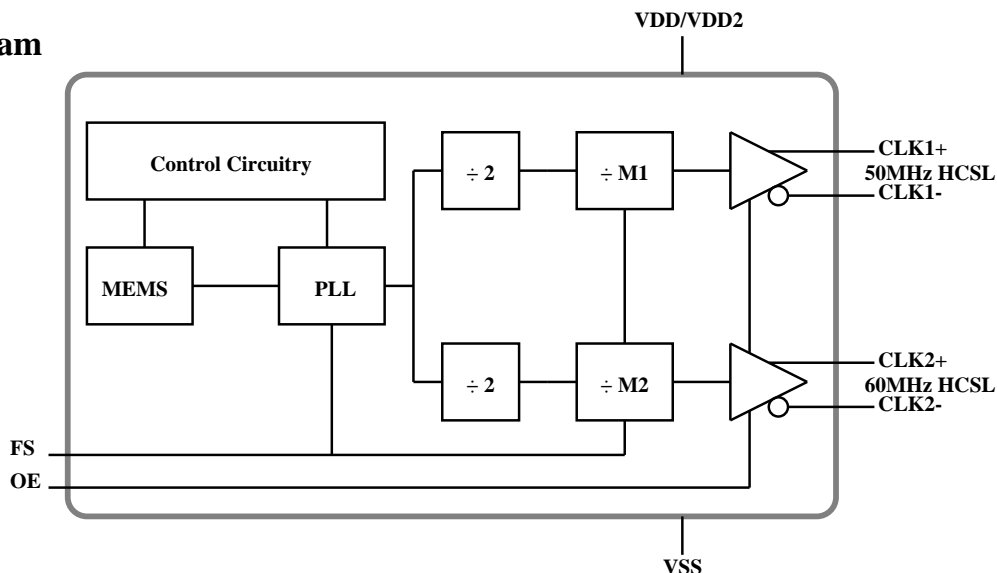 VDD/VDD2
am
Control Circuitry
÷ 2
÷ M1
CLK1+
50MHz HCSL
CLK1-
MEMS
PLL
÷ 2
÷ M2
CLK2+
60MHz HCSL
CLK2-
FS
OE
VSS